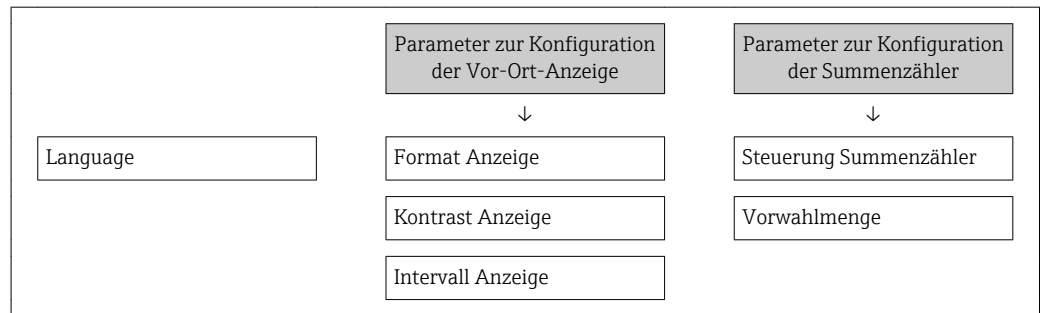 Parameter zur Konfiguration
der Vor-Ort-Anzeige
Parameter zur Konfiguration
der Summenzähler
↓
↓
Language
Format Anzeige
Steuerung Summenzähler
Kontrast Anzeige
Vorwahlmenge
Intervall Anzeige